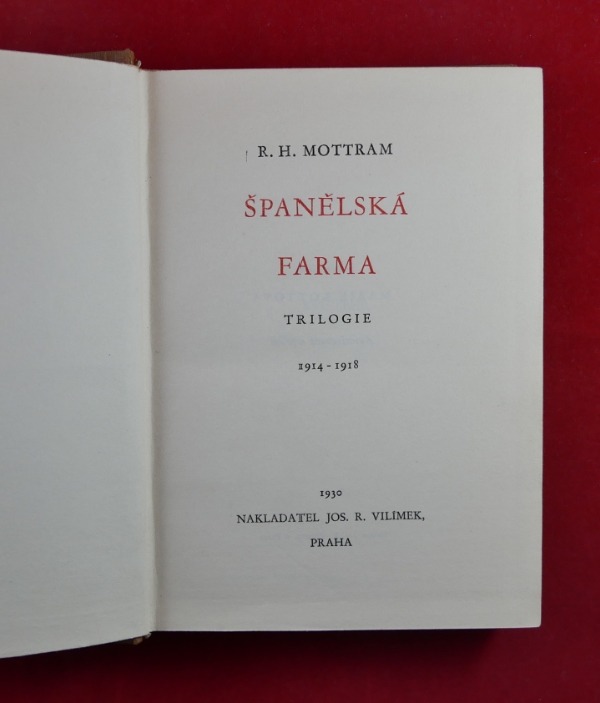 R. H. MOTTRAM
ŠPANĚLSKÁ
FARMA
TRILOGIE
1914 - 1918
1930
NAKLADATEL JOS. R. VILÍMEK,
PRAHA